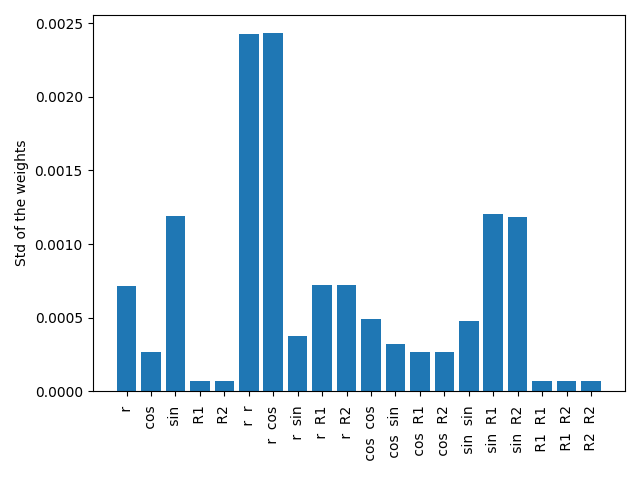 0.0025
0.0020
0.0015
0.0010
0.0005
0.0000
Std of the weights
r
cos
sin
R1
R2
r r
r cos
r sin
r R1
r R2
cos cos
cos sin
cos R1
cos R2
sin sin
sin R1
sin R2
R1 R1
R1 R2
R2 R2